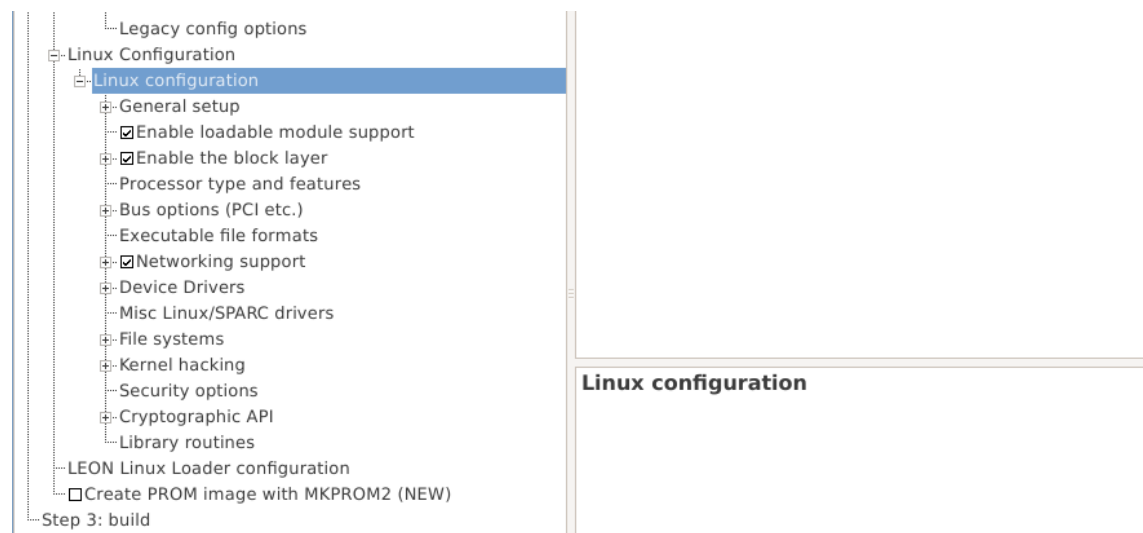 Legacy config options
Linux Configuration
Linux configuration
General setup
Enable loadable module support
Enable the block layer
Processor type and features
Bus options (PCI etc.)
Executable file formats
Networking support
Device Drivers
Misc Linux/SPARC drivers
File systems
Kernel hacking
Security options
Cryptographic API
Library routines
LEON Linux Loader configuration
Create PROM image with MKPROM2 (NEW)
Step 3: build
Linux configuration